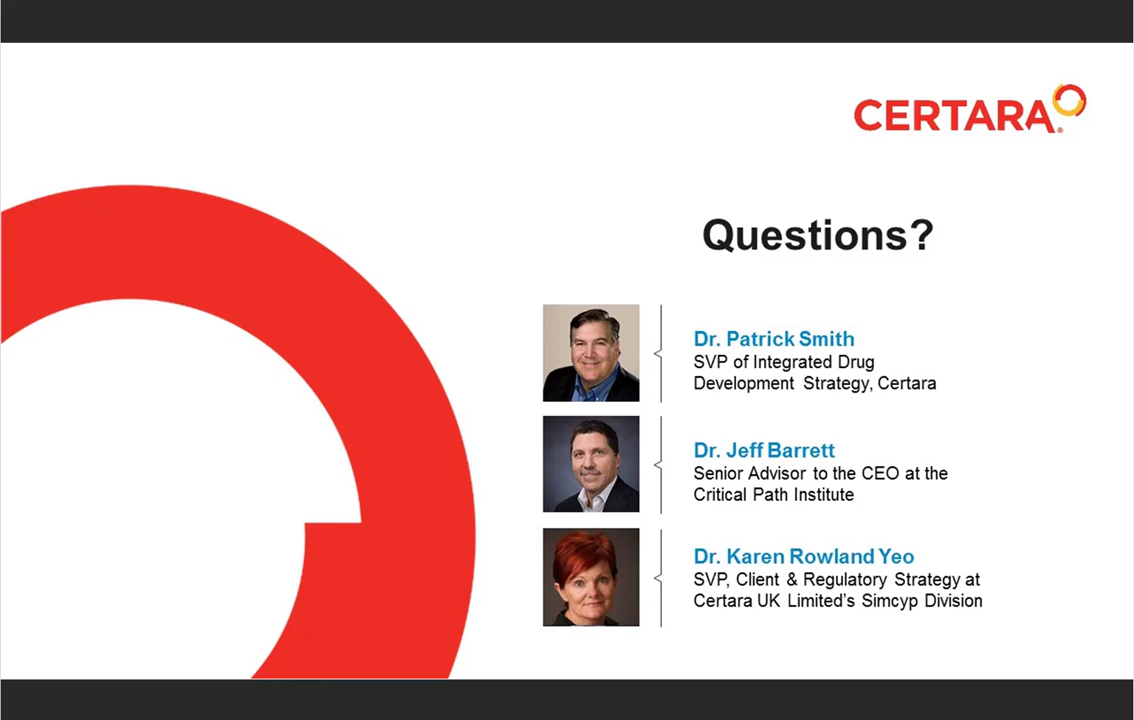 CERTARA®
Questions?
Dr. Patrick Smith
SVP of Integrated Drug
Development Strategy, Certara
Dr. Jeff Barrett
Senior Advisor to the CEO at the
Critical Path Institute
Dr. Karen Rowland Yeo
SVP, Client & Regulatory Strategy at
Certara UK Limited's Simcyp Division